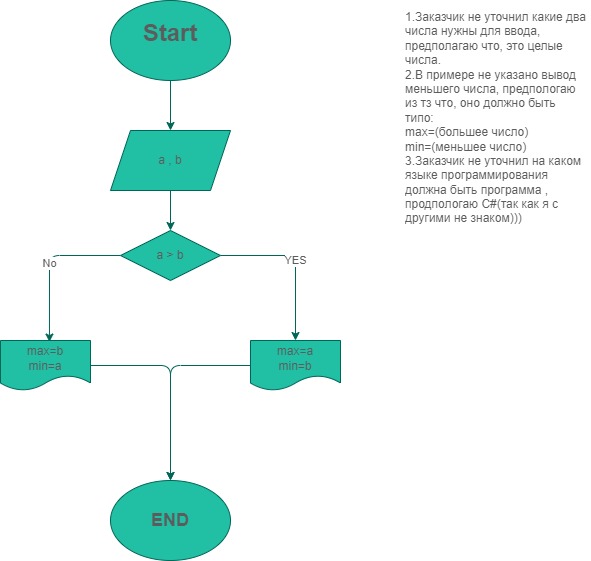 Start
a , b
a > b
No
YES
max=b
min=a
max=a
min=b
END
1.Заказчик не уточнил какие два
числа нужны для ввода,
предполагаю что, это целые
числа.
2.В примере не указано вывод
меньшего числа, предпологаю
из тз что, оно должно быть
типо:
max=(большее число)
min=(меньшее число)
3.Заказчик не уточнил на каком
языке программирования
должна быть программа ,
продпологаю C#(так как я с
другими не знаком)))